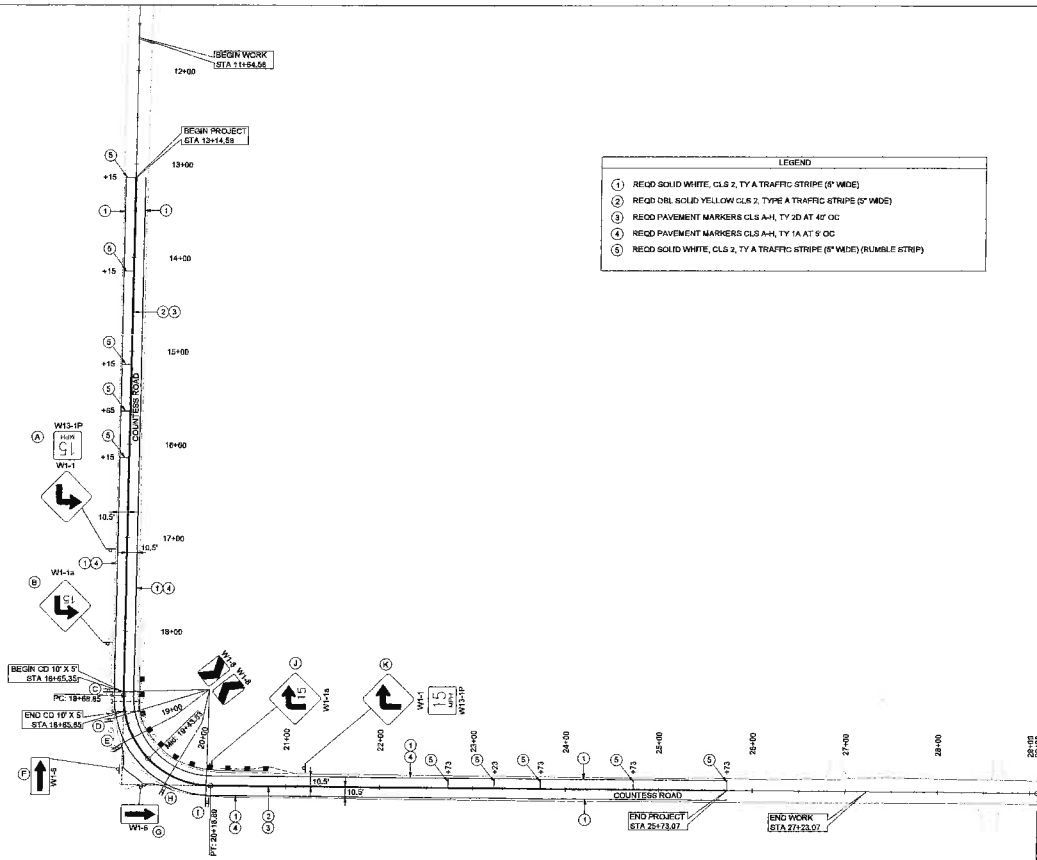 BEGIN WORK
STA 11+64.58
12+00
BEGIN PROJECT
STA 13+14.58
13+00
5
+15
1
1
LEGEND
1 REQD SOLID WHITE, CLS 2, TY A TRAFFIC STRIPE (5" WIDE)
2 REQD DBL SOLID YELLOW CLS 2, TYPE A TRAFFIC STRIPE (5" WIDE)
3 REQD PAVEMENT MARKERS CLS A-H, TY 2D AT 40' OC
4 REQD PAVEMENT MARKERS CLS A-H, TY 1A AT 5' OC
5 REQD SOLID WHITE, CLS 2, TY A TRAFFIC STRIPE (5" WIDE) (RUMBLE STRIP)
5
+15
14+00
2 3
5
+15
15+00
5
+65
COUNTESS ROAD
5
+15
16+00
A
W13-1P
15
MPH
W1-1
10.5'
17+00
10.5'
1 4
1 4
B
W1-1a
15
18+00
BEGIN CD 10' X 5'
STA 18+65.35
C
PC: 18+68.85
END CD 10' X 5'
D
E
19+00
Mid: 19+43.81
20+00
W1-8
W1-8
J
15
W1-1a
K
W1-1
15
MPH
W13-1P
21+00
22+00
23+00
24+00
25+00
26+00
27+00
28+00
1
4
5
+73
5
+23
5
+73
1
5
+73
5
+73
F
W1-6
W1-6
G
H
I
PT: 20+18.80
10.5'
10.5'
1
4
2
3
COUNTESS ROAD
1
END PROJECT
STA 25+73.07
END WORK
STA 27+23.07